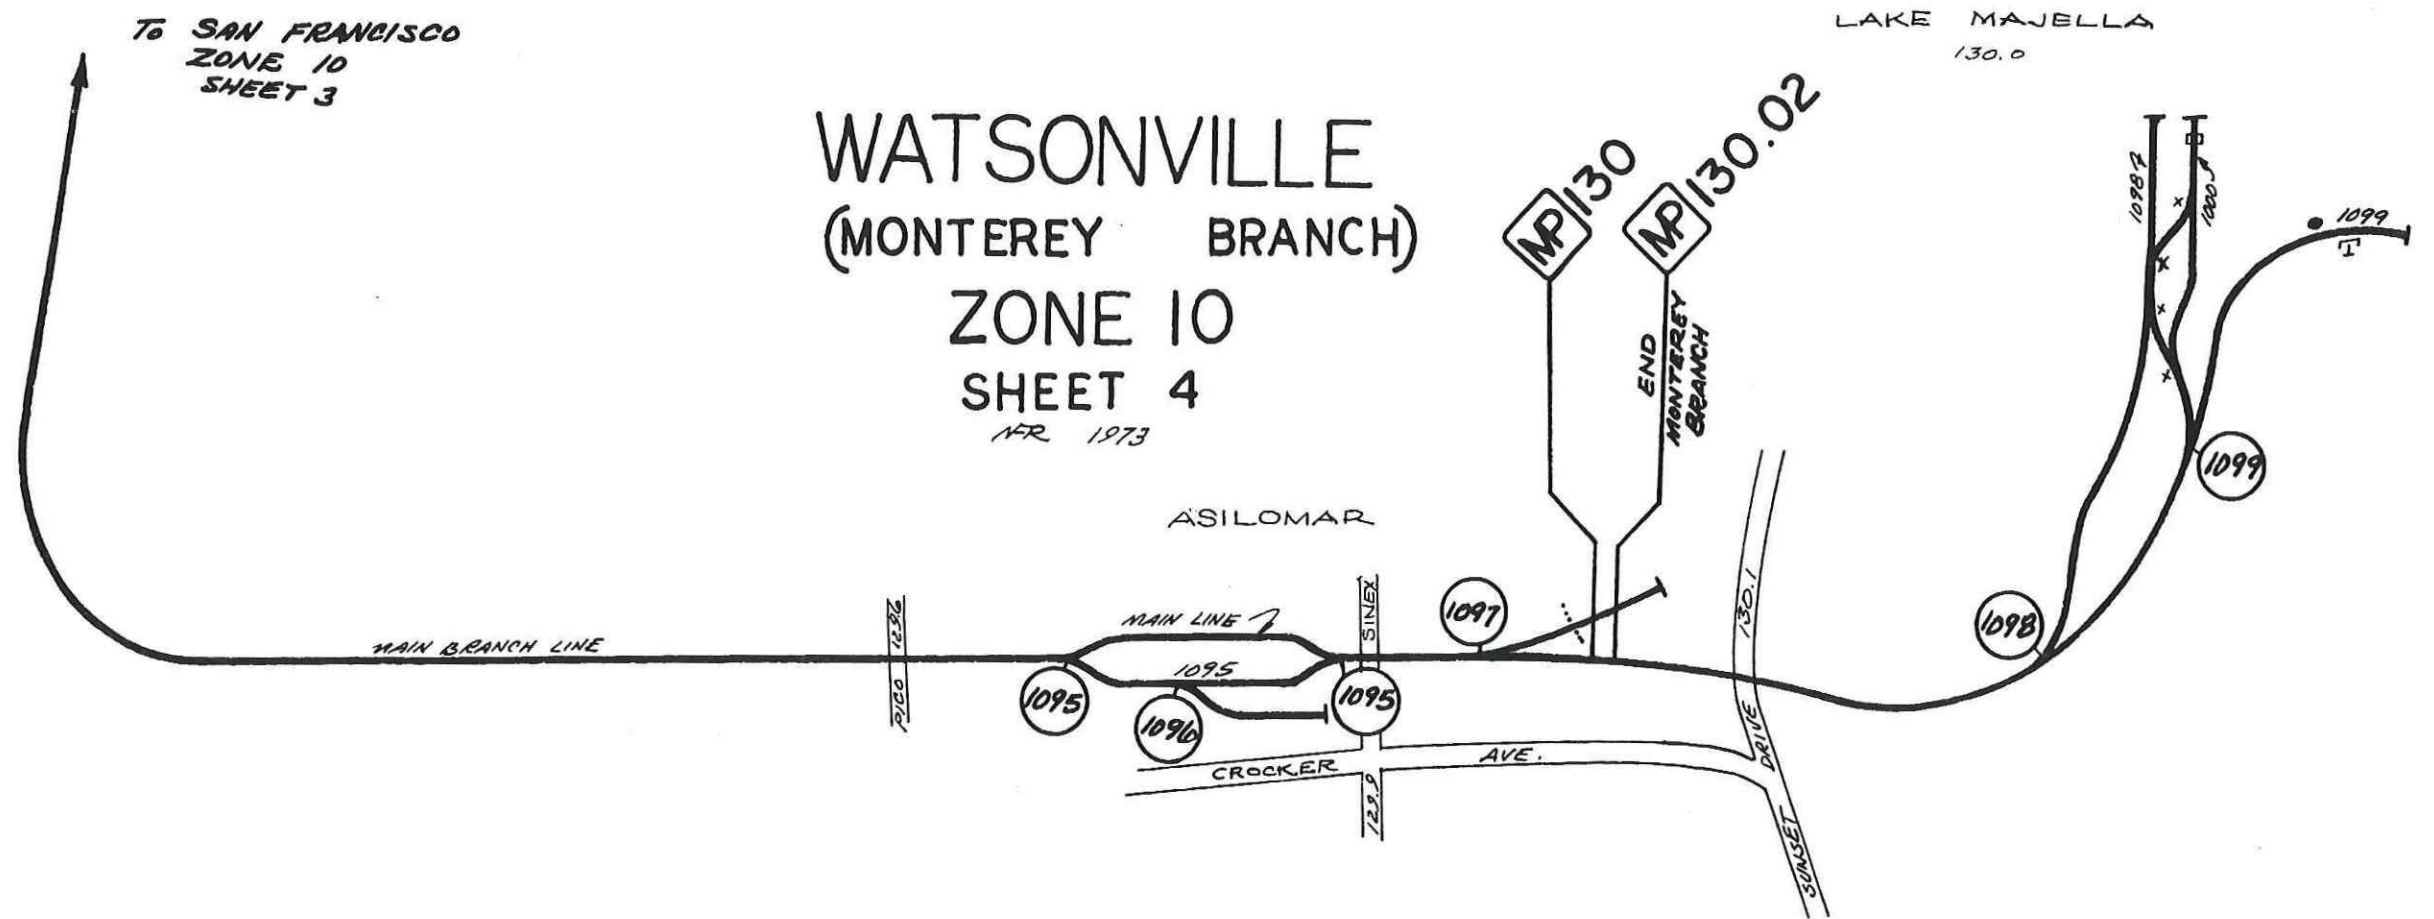 To SAN FRANCISCO
ZONE 10
SHEET 3
LAKE MAJELLA
130.0
WATSONVILLE
(MONTEREY BRANCH)
ZONE 10
SHEET 4
NFR 1973
MP 130
MP 130.02
END
MONTEREY
BRANCH
1098
1000
1099
1099
ASILOMAR
MAIN BRANCH LINE
PICO 129.6
MAIN LINE
1095
1095
1096
1095
SINEX
129.9
1097
1098
CROCKER AVE.
130.1
SUNSET DRIVE